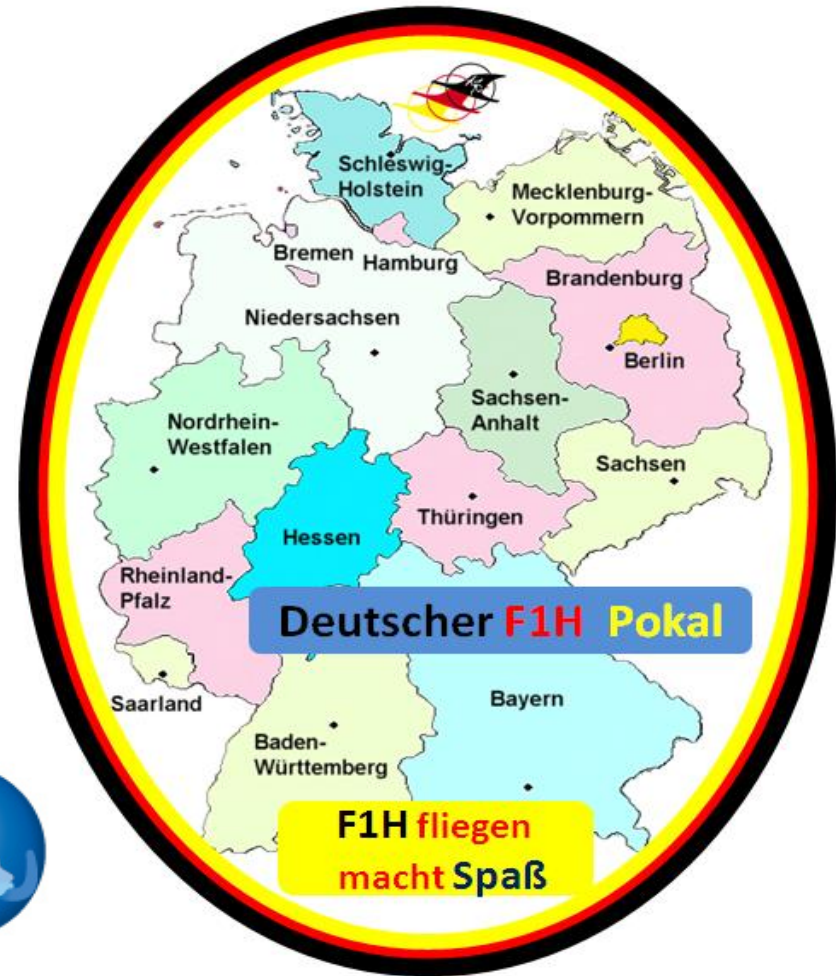 Schleswig-
Holstein
Mecklenburg-
Vorpommern
Bremen
Hamburg
Brandenburg
Niedersachsen
Berlin
Sachsen-
Anhalt
Nordrhein-
Westfalen
Sachsen
Thüringen
Hessen
Rheinland-
Pfalz
Deutscher F1H Pokal
Saarland
Bayern
Baden-
Württemberg
F1H fliegen
macht Spaß